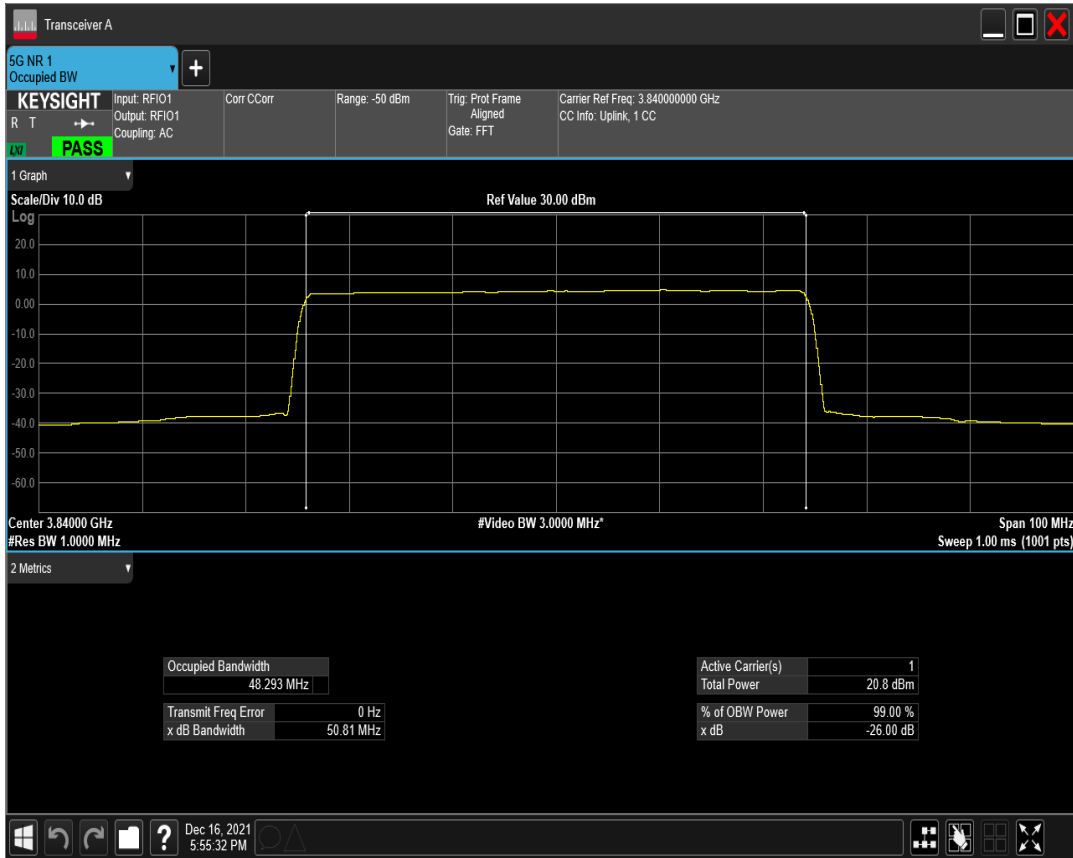 Transceiver A
5G NR 1
Occupied BW
KEYSIGHT
R T
LXI
PASS
Input: RFIO1
Output: RFIO1
Coupling: AC
Corr CCorr
Range: -50 dBm
Trig: Prot Frame
Aligned
Gate: FFT
Carrier Ref Freq: 3.840000000 GHz
CC Info: Uplink, 1 CC
1 Graph
Scale/Div 10.0 dB
Ref Value 30.00 dBm
Log
20.0
10.0
0.00
-10.0
-20.0
-30.0
-40.0
-50.0
-60.0
Center 3.84000 GHz
#Video BW 3.0000 MHz*
Span 100 MHz
#Res BW 1.0000 MHz
Sweep 1.00 ms (1001 pts)
2 Metrics
Occupied Bandwidth
48.293 MHz
Transmit Freq Error 0 Hz
x dB Bandwidth 50.81 MHz
Active Carrier(s) 1
Total Power 20.8 dBm
% of OBW Power 99.00 %
x dB -26.00 dB
?
Dec 16, 2021
5:55:32 PM